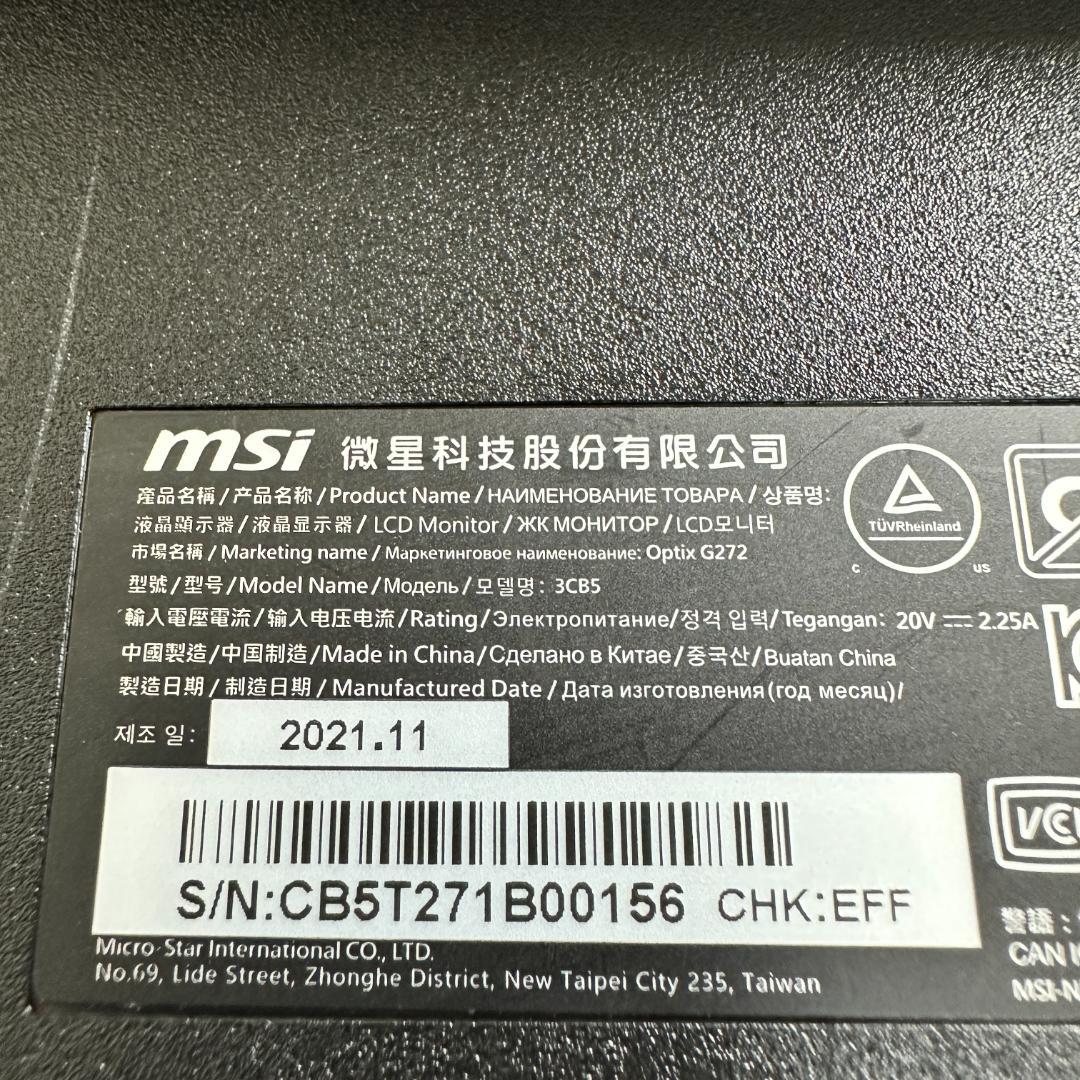 msi 微星科技股份有限公司
產品名稱/产品名称/Product Name/НАИМЕНОВАНИЕ ТОВАРА/상품명:
液晶顯示器/液晶显示器/LCD Monitor/ЖК МОНИТОР/LCD모니터
市場名稱/Marketing name/Маркетинговое наименование: Optix G272
型號/型号/Model Name/Модель/모델명: 3CB5
輸入電壓電流/输入电压电流/Rating/Электропитание/정격 입력/Tegangan: 20V ⎓ 2.25A
中國製造/中国制造/Made in China/Сделано в Китае/중국산/Buatan China
製造日期/制造日期/Manufactured Date/Дата изготовления(год месяц)/
제조 일: 2021.11
S/N:CB5T271B00156 CHK:EFF
Micro-Star International CO., LTD.
No.69, Lide Street, Zhonghe District, New Taipei City 235, Taiwan
TÜVRheinland
C US
警語:
CAN IC
MSI-N